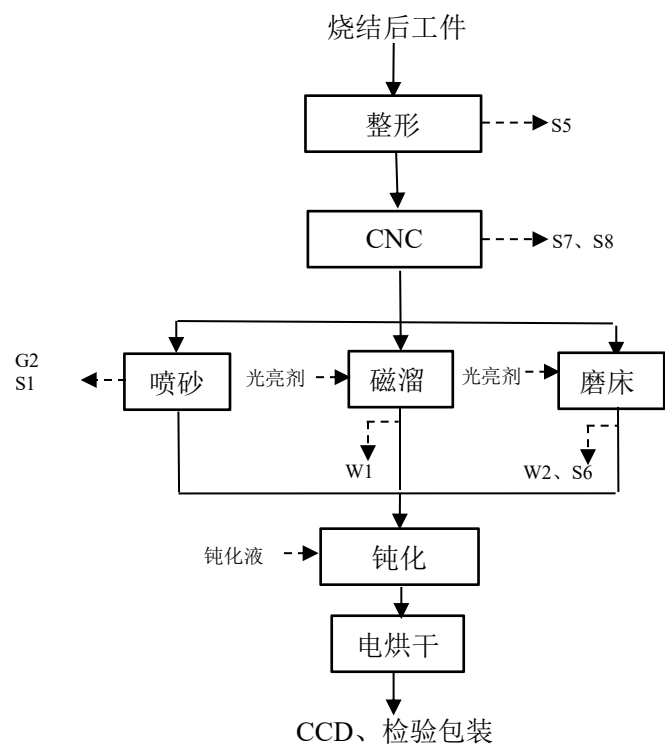 烧结后工件
整形
S5
CNC
S7、S8
G2
S1
喷砂
光亮剂
磁溜
光亮剂
磨床
W1
W2、S6
钝化液
钝化
电烘干
CCD、检验包装